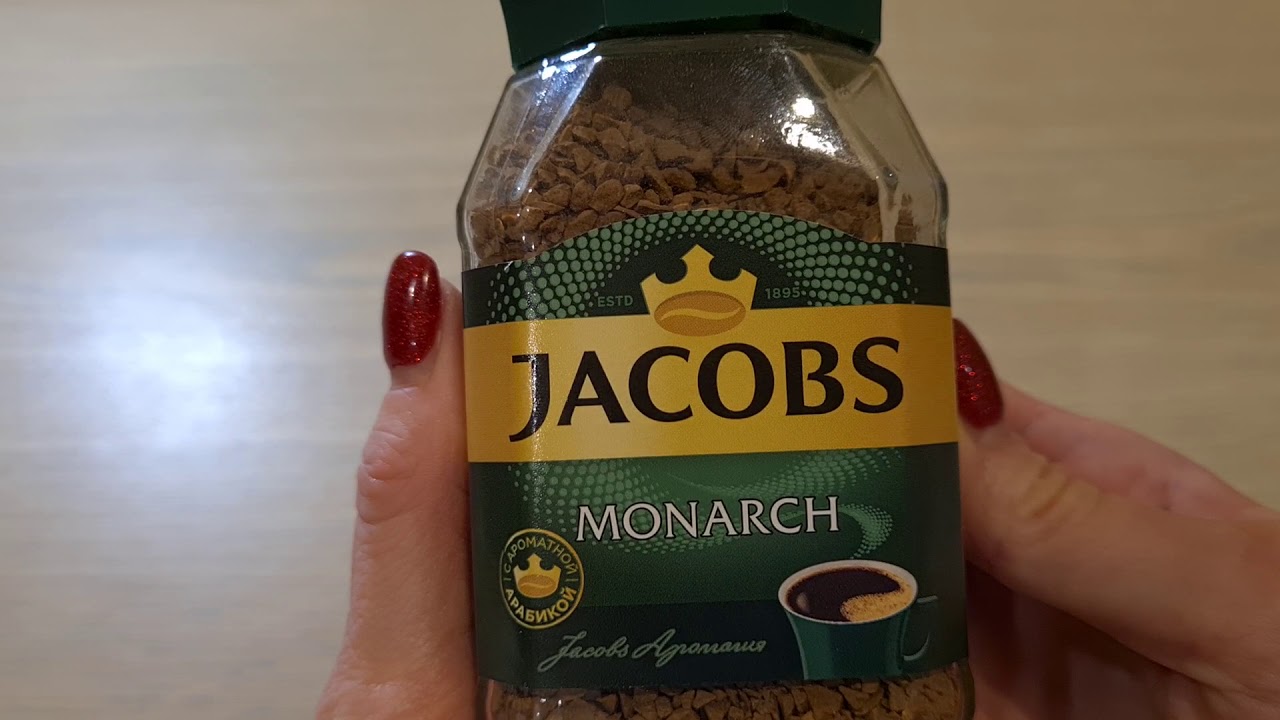 ESTD 1895
JACOBS
MONARCH
С АРОМАТНОЙ
АРАБИКОЙ
Jacobs Аромагия